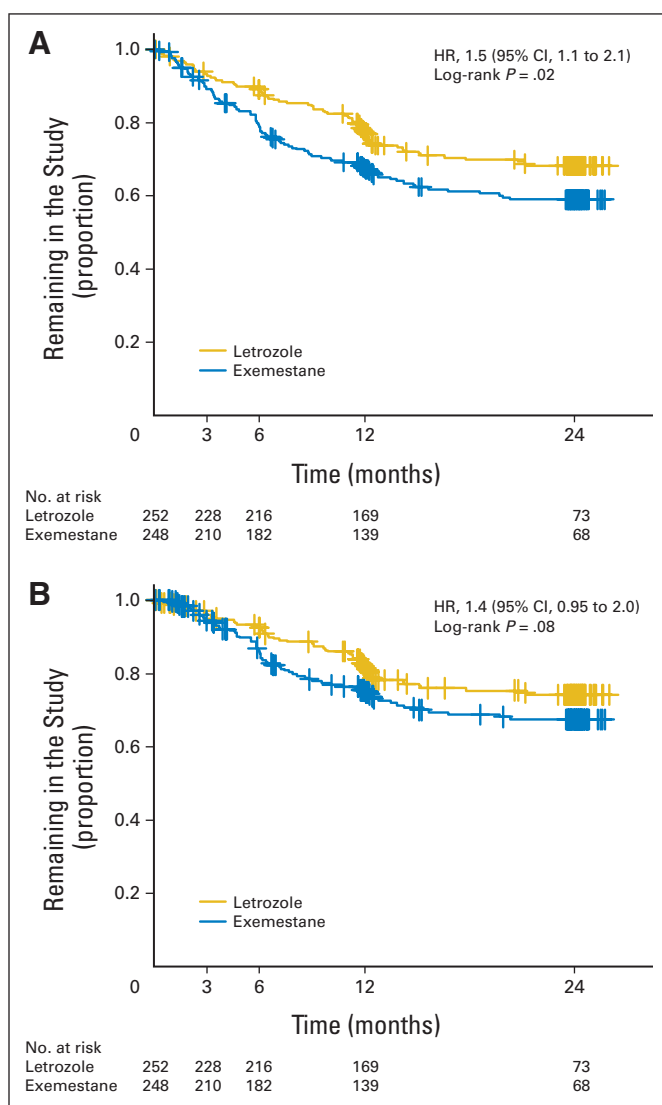 A
HR, 1.5 (95% CI, 1.1 to 2.1)
Log-rank P = .02
Remaining in the Study
(proportion)
1.0
0.8
0.6
0.4
0.2
Letrozole
Exemestane
0 3 6 12 24
Time (months)
No. at risk
Letrozole 252 228 216 169 73
Exemestane 248 210 182 139 68
B
HR, 1.4 (95% CI, 0.95 to 2.0)
Log-rank P = .08
Remaining in the Study
(proportion)
1.0
0.8
0.6
0.4
0.2
Letrozole
Exemestane
0 3 6 12 24
Time (months)
No. at risk
Letrozole 252 228 216 169 73
Exemestane 248 210 182 139 68